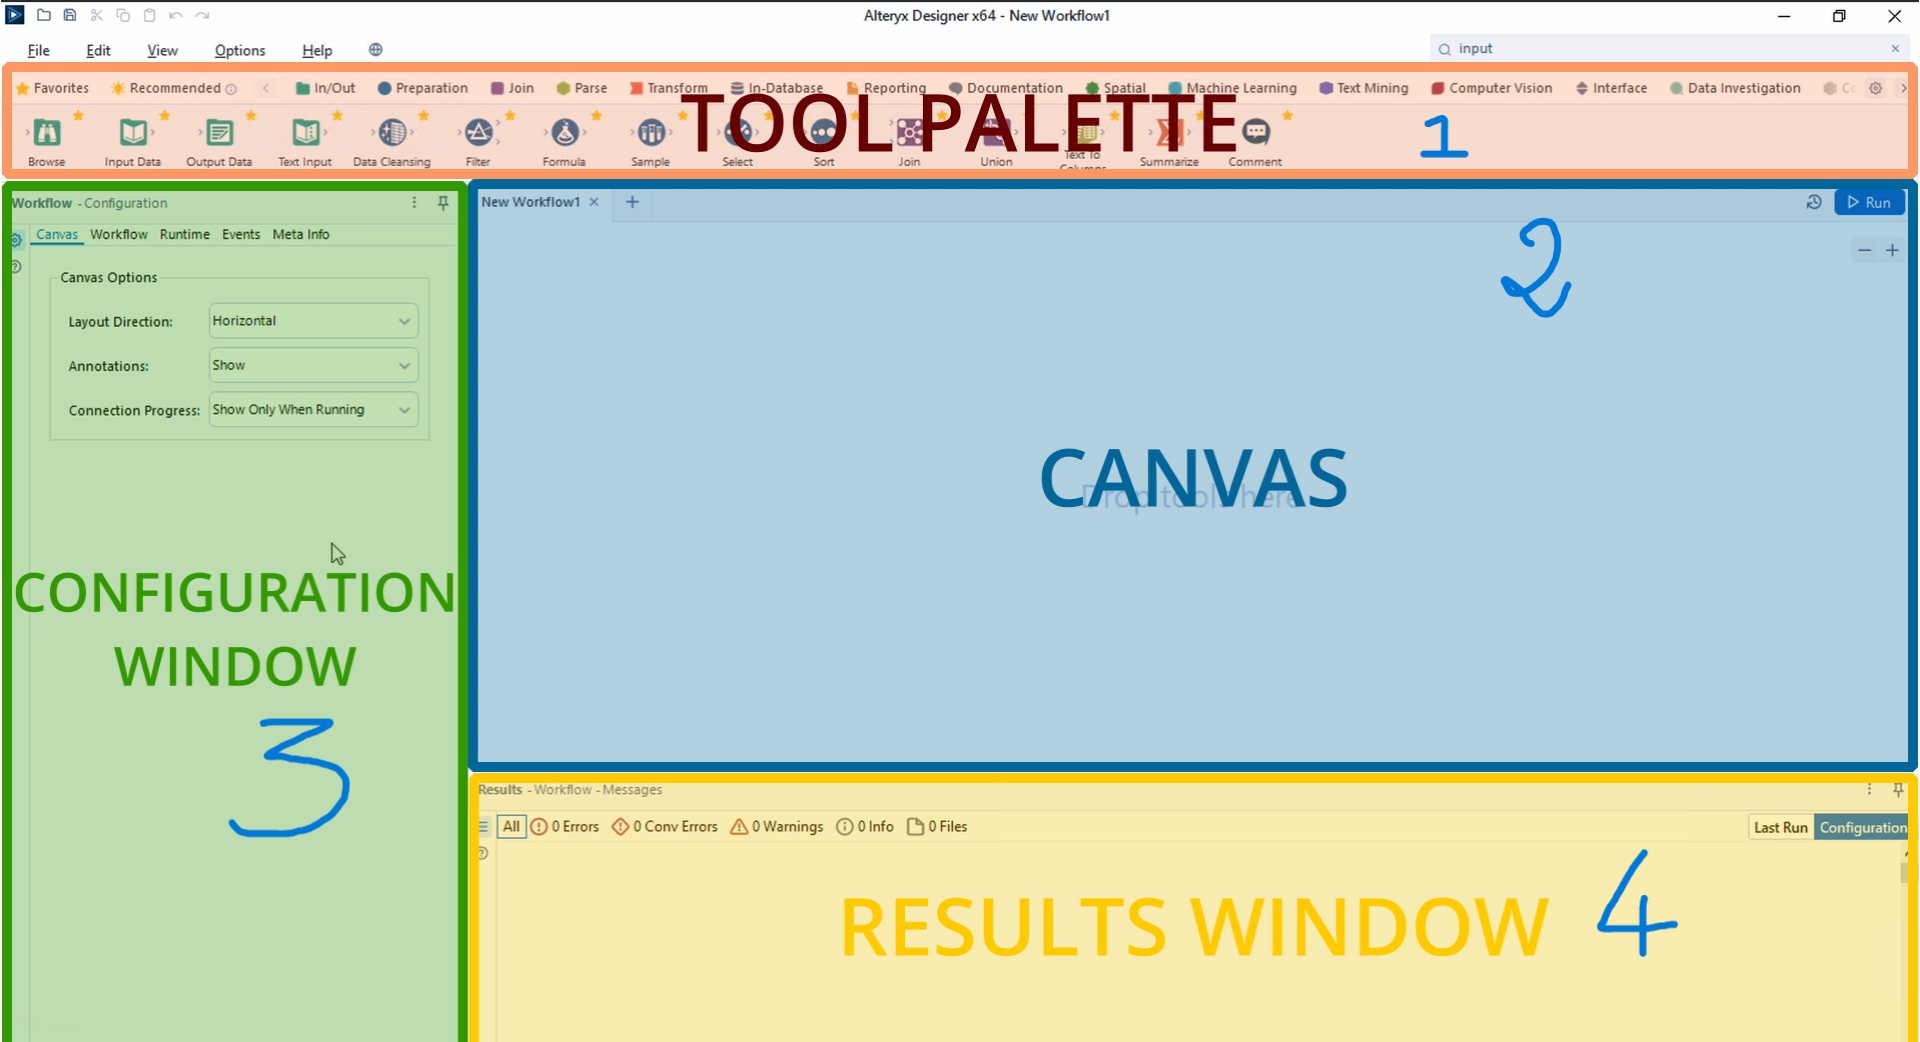 Alteryx Designer x64 - New Workflow1
File Edit View Options Help
input
Favorites Recommended In/Out Preparation Join Parse Transform In-Database Reporting Documentation Spatial Machine Learning Text Mining Computer Vision Interface Data Investigation
TOOL PALETTE 1
Browse Input Data Output Data Text Input Data Cleansing Filter Formula Sample Select Sort Join Union Text To Columns Summarize Comment
Workflow - Configuration
Canvas Workflow Runtime Events Meta Info
Canvas Options
Layout Direction: Horizontal
Annotations: Show
Connection Progress: Show Only When Running
CONFIGURATION
WINDOW
3
New Workflow1
Run
2
CANVAS
Drop tools here
Results - Workflow - Messages
All 0 Errors 0 Conv Errors 0 Warnings 0 Info 0 Files Last Run Configuration
RESULTS WINDOW 4